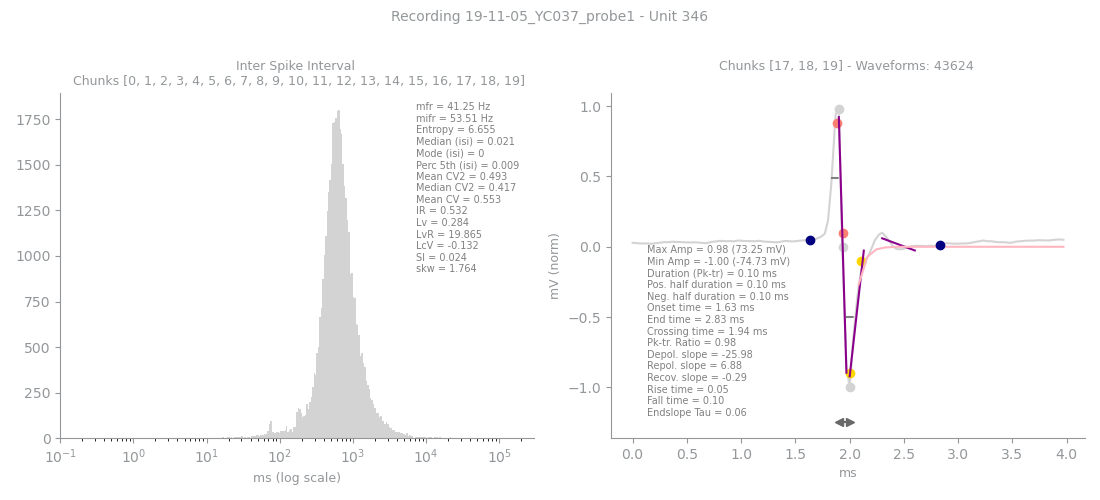 Recording 19-11-05_YC037_probe1 - Unit 346
Inter Spike Interval
Chunks [0, 1, 2, 3, 4, 5, 6, 7, 8, 9, 10, 11, 12, 13, 14, 15, 16, 17, 18, 19]
mfr = 41.25 Hz
mifr = 53.51 Hz
Entropy = 6.655
Median (isi) = 0.021
Mode (isi) = 0
Perc 5th (isi) = 0.009
Mean CV2 = 0.493
Median CV2 = 0.417
Mean CV = 0.553
IR = 0.532
Lv = 0.284
LvR = 19.865
LcV = -0.132
SI = 0.024
skw = 1.764
1750
1500
1250
1000
750
500
250
0
10⁻¹ 10⁰ 10¹ 10² 10³ 10⁴ 10⁵
ms (log scale)
Chunks [17, 18, 19] - Waveforms: 43624
mV (norm)
1.0
0.5
0.0
−0.5
−1.0
Max Amp = 0.98 (73.25 mV)
Min Amp = -1.00 (-74.73 mV)
Duration (Pk-tr) = 0.10 ms
Pos. half duration = 0.10 ms
Neg. half duration = 0.10 ms
Onset time = 1.63 ms
End time = 2.83 ms
Crossing time = 1.94 ms
Pk-tr. Ratio = 0.98
Depol. slope = -25.98
Repol. slope = 6.88
Recov. slope = -0.29
Rise time = 0.05
Fall time = 0.10
Endslope Tau = 0.06
0.0 0.5 1.0 1.5 2.0 2.5 3.0 3.5 4.0
ms